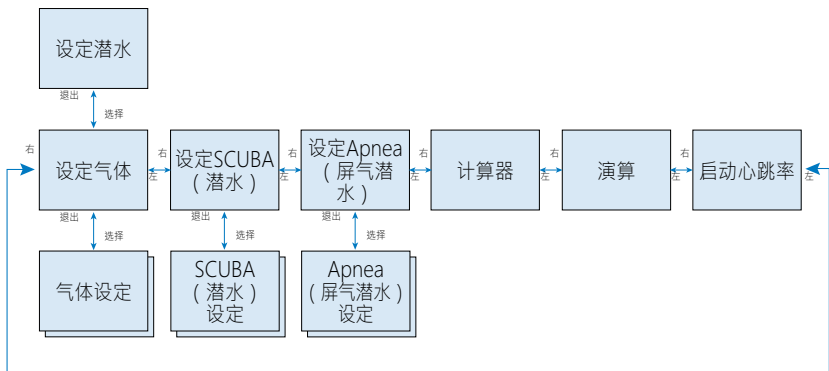 设定潜水
退出
选择
右
设定气体
右
左
设定SCUBA
（潜水）
右
左
设定Apnea
（屏气潜
水）
右
左
计算器
右
左
演算
右
左
启动心跳率
左
退出
选择
退出
选择
退出
选择
气体设定
SCUBA
（潜水）
设定
Apnea
（屏气潜水）
设定